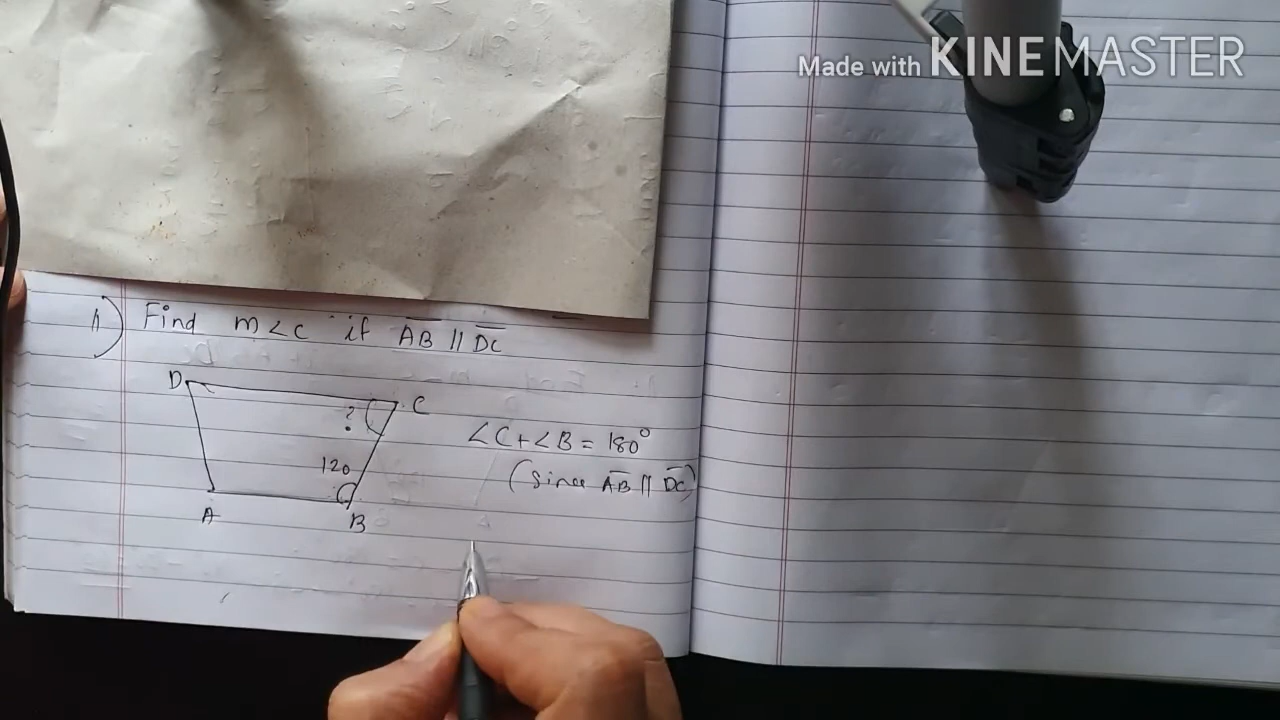 Made with KINEMASTER
1) Find m<C if AB || DC
D
C
?
120
A
B
∠C+∠B = 180°
(Since AB || DC)